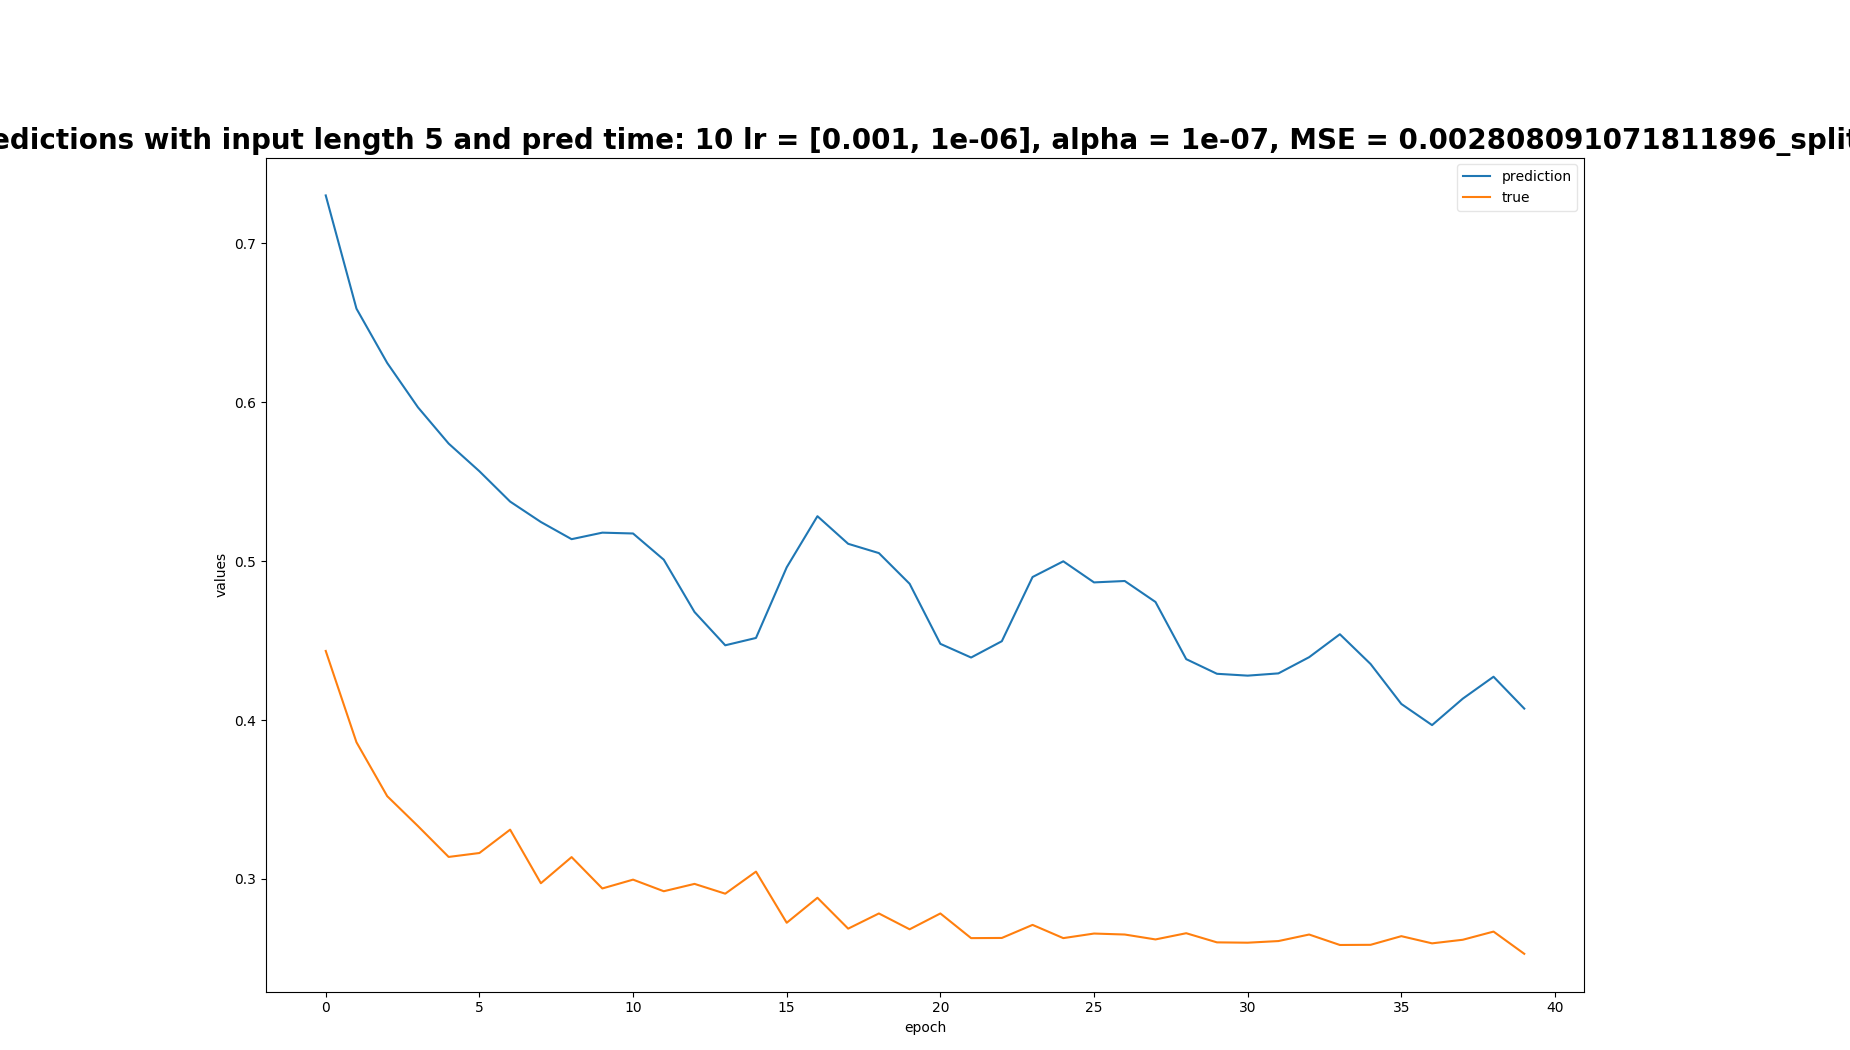 edictions with input length 5 and pred time: 10 lr = [0.001, 1e-06], alpha = 1e-07, MSE = 0.002808091071811896_split
prediction
true
0.7
0.6
0.5
0.4
0.3
values
0 5 10 15 20 25 30 35 40
epoch